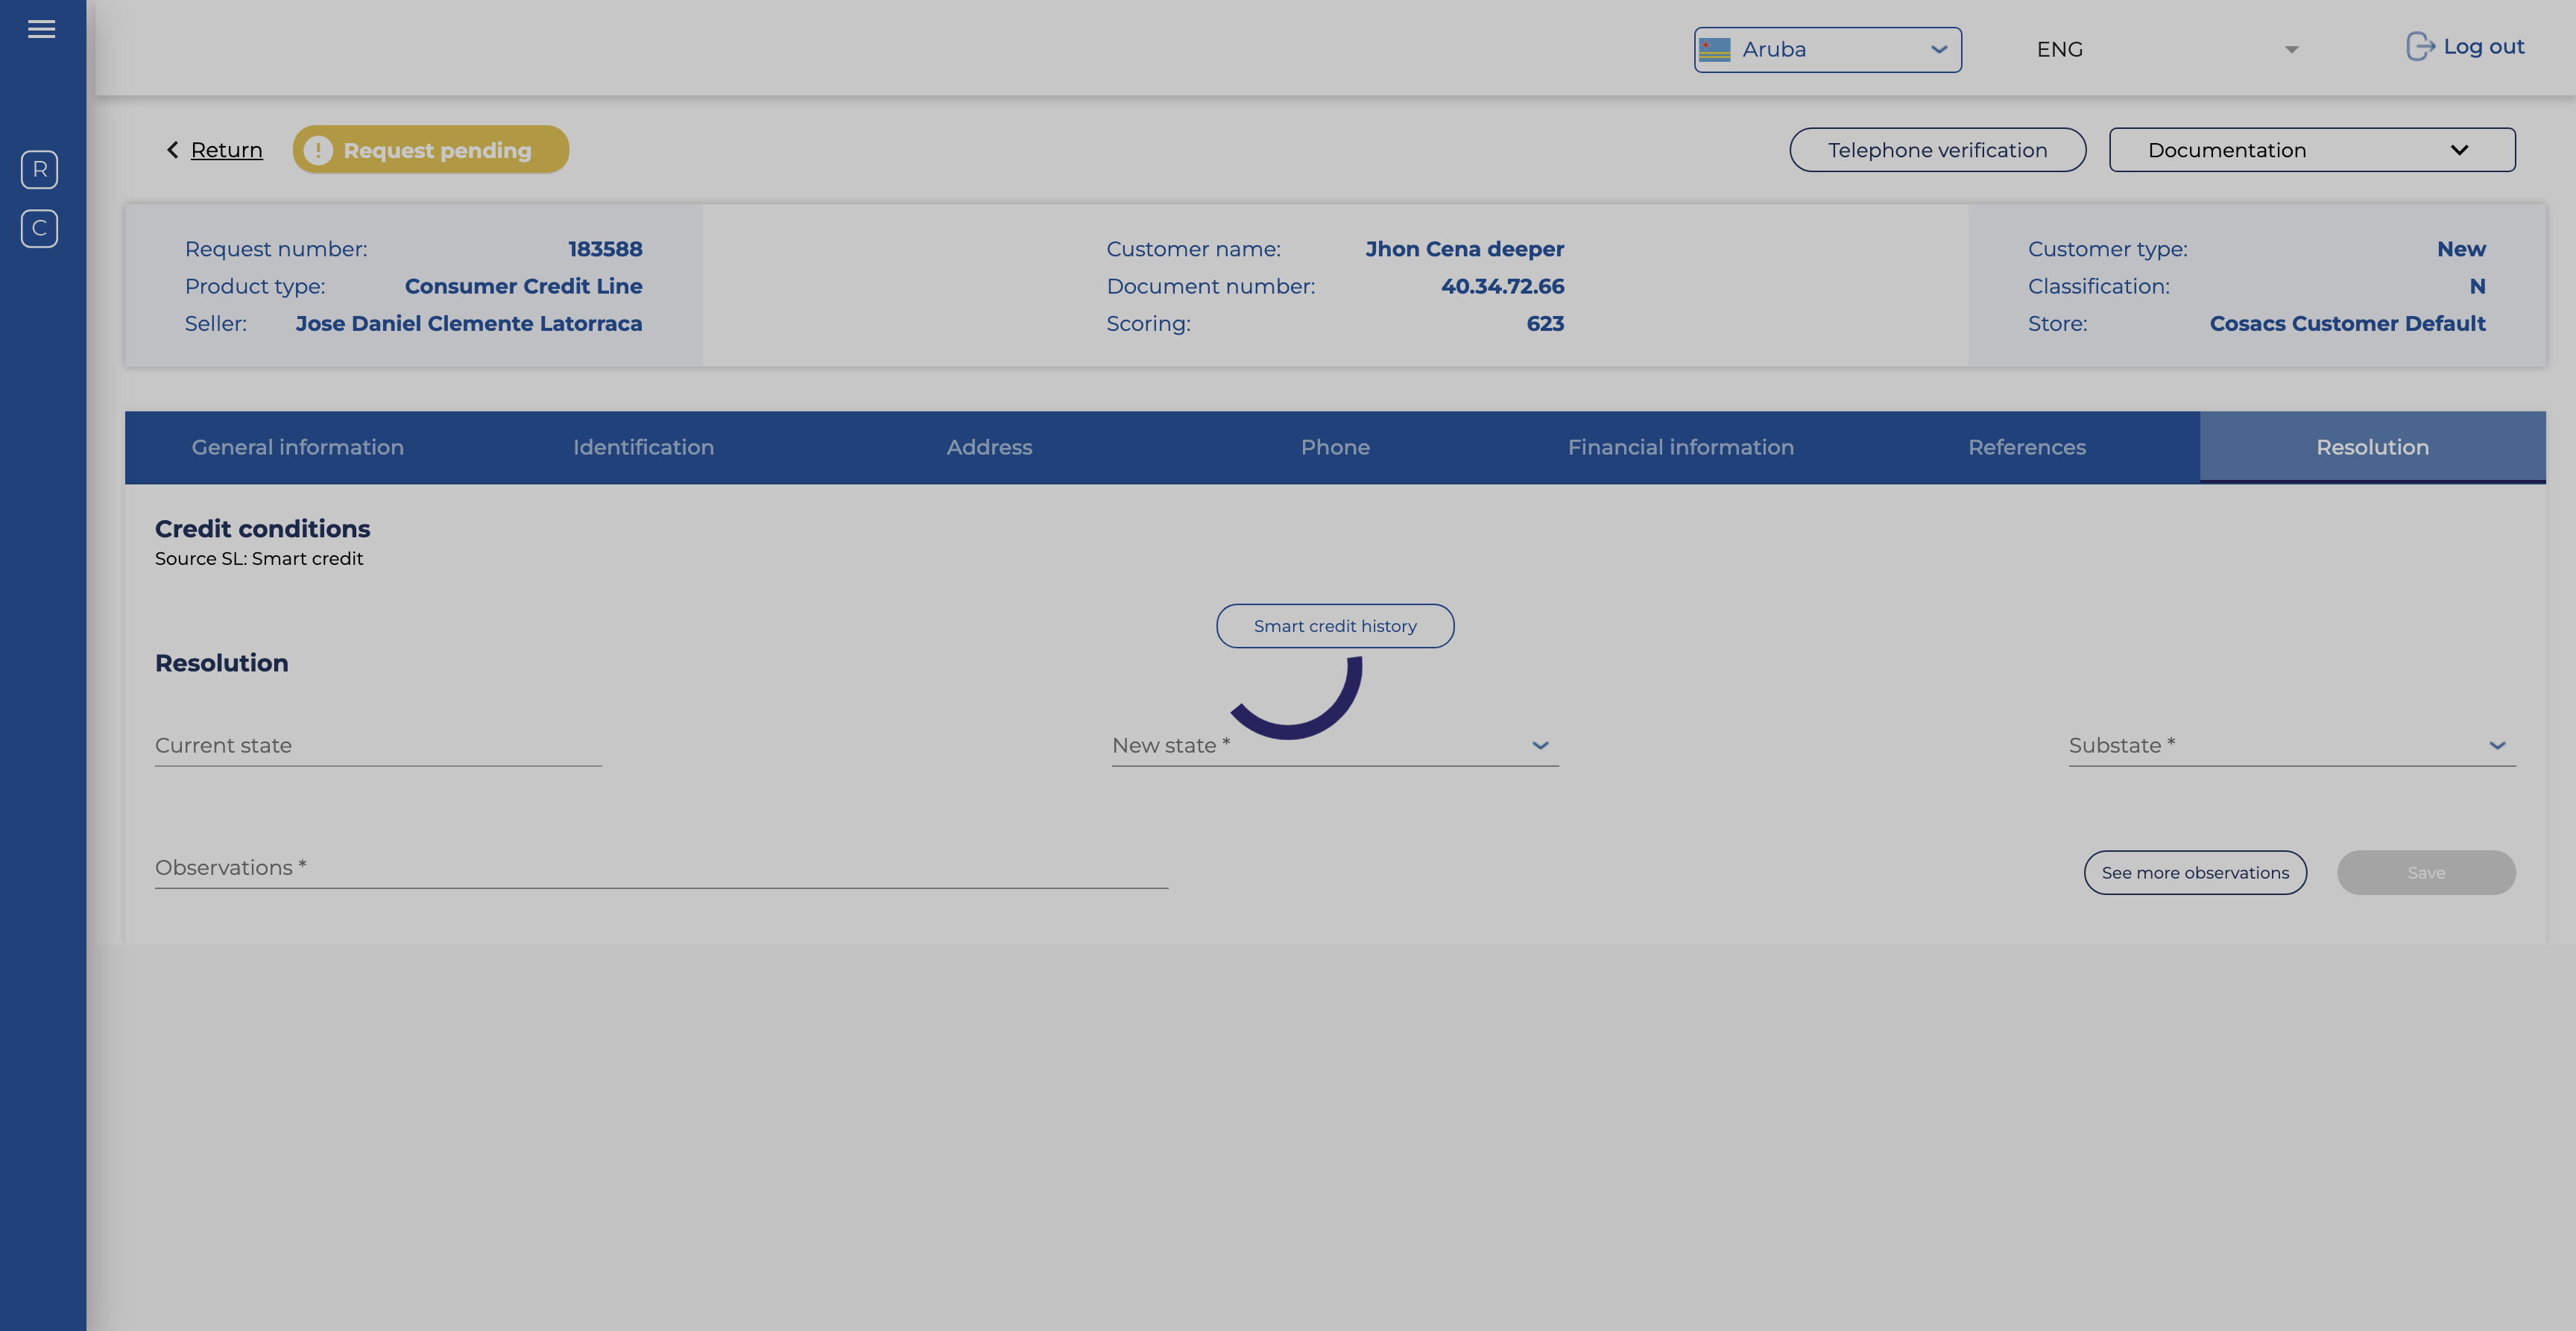 Aruba
ENG
Log out
R
C
Return
Request pending
Telephone verification
Documentation
Request number: 183588
Product type: Consumer Credit Line
Seller: Jose Daniel Clemente Latorraca
Customer name: Jhon Cena deeper
Document number: 40.34.72.66
Scoring: 623
Customer type: New
Classification: N
Store: Cosacs Customer Default
General information
Identification
Address
Phone
Financial information
References
Resolution
Credit conditions
Source SL: Smart credit
Smart credit history
Resolution
Current state
New state *
Substate *
Observations *
See more observations
Save